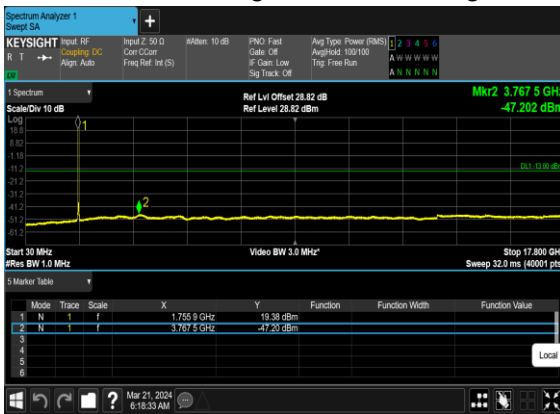 Spectrum Analyzer 1
Swept SA
+
KEYSIGHT Input: RF Input Z: 50 Ω #Atten: 10 dB PNO: Fast Avg Type: Power (RMS) 1 2 3 4 5 6
R T Coupling: DC Corr CCorr Gate: Off Avg|Hold: 100/100 A W W W W W
Align: Auto Freq Ref: Int (S) IF Gain: Low Trig: Free Run
Sig Track: Off A N N N N N
1 Spectrum Ref Lvl Offset 28.82 dB Mkr2 3.767 5 GHz
Scale/Div 10 dB Ref Level 28.82 dBm -47.202 dBm
Log
18.8
8.82
-1.18
-11.2
-21.2
-31.2
-41.2
-51.2
-61.2
1
2
DL1 -13.00 dBm
Start 30 MHz Video BW 3.0 MHz* Stop 17.800 GHz
#Res BW 1.0 MHz Sweep 32.0 ms (40001 pts)
5 Marker Table
Mode Trace Scale X Y Function Function Width Function Value
1 N 1 f 1.755 9 GHz 19.38 dBm
2 N 1 f 3.767 5 GHz -47.20 dBm
3
4
5
6
Local
? Mar 21, 2024
6:18:33 AM